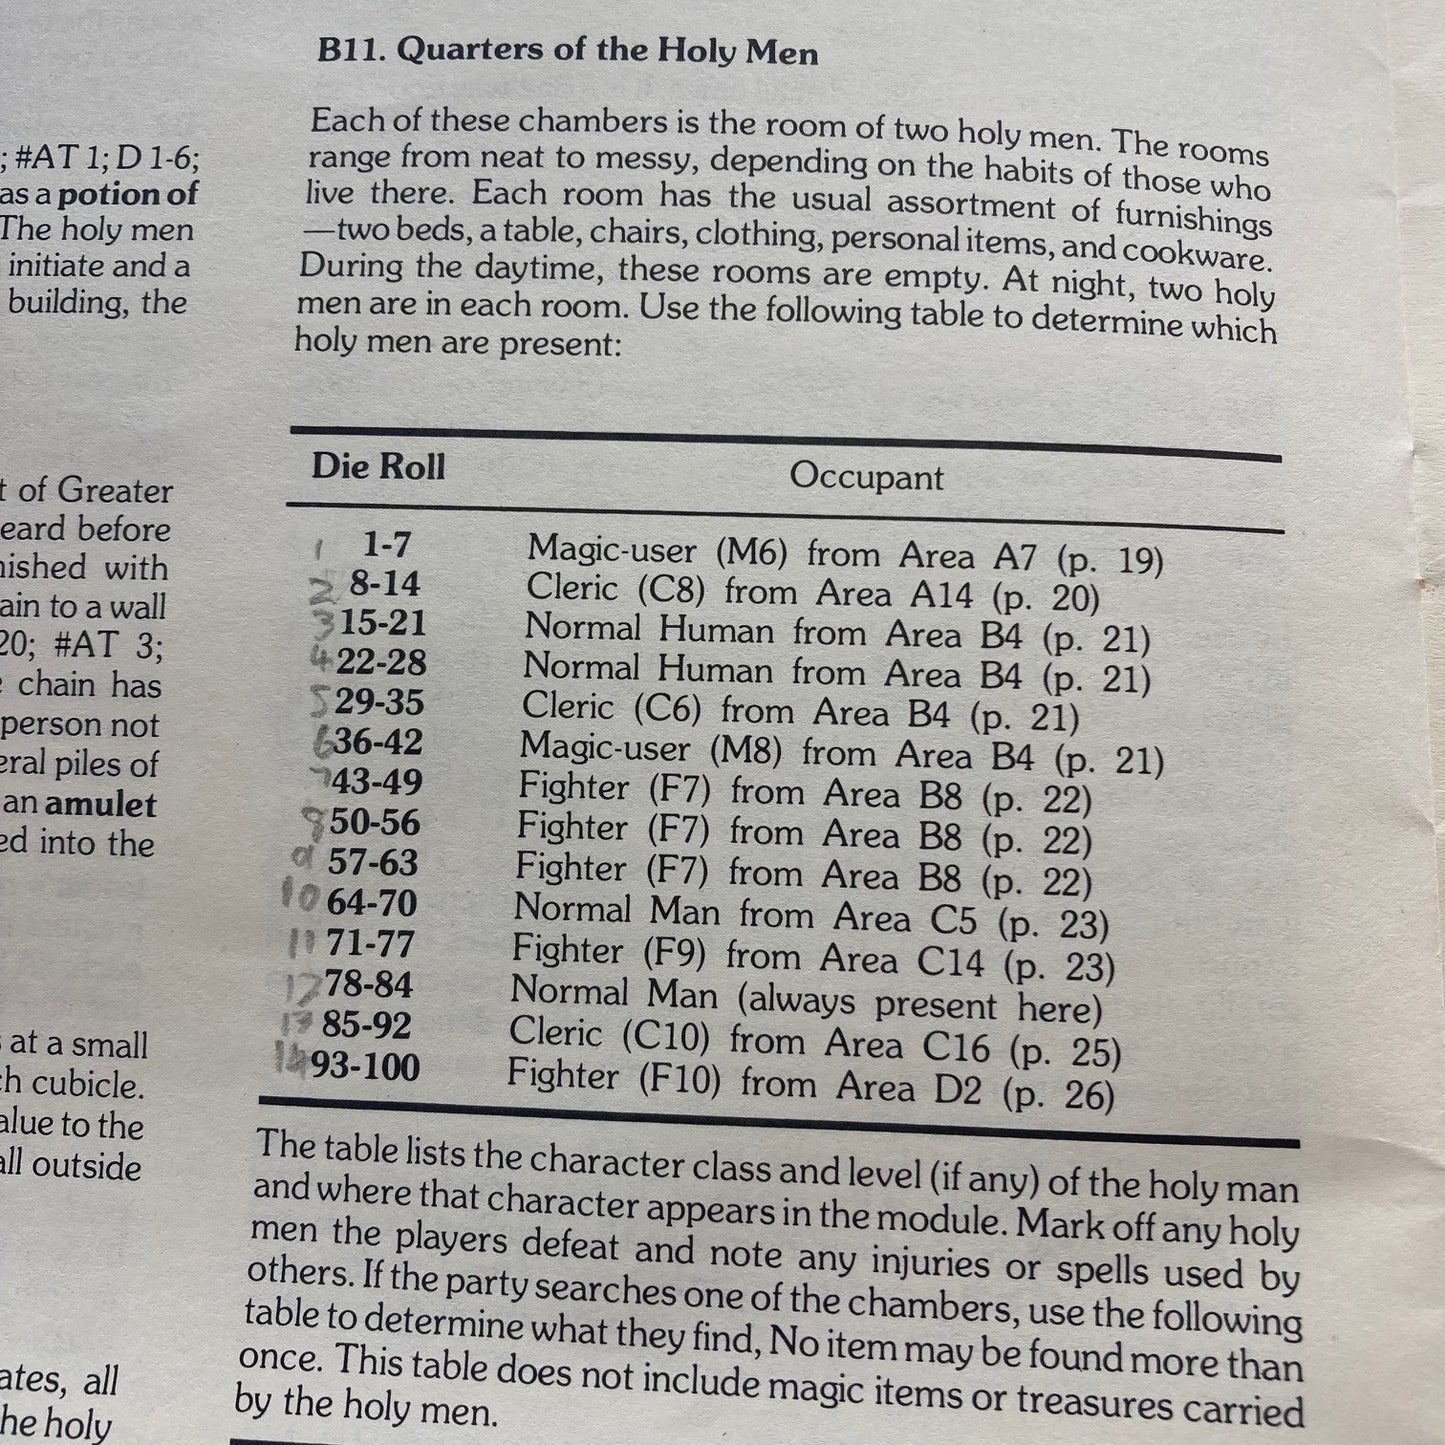 ; #AT 1; D 1-6;
as a potion of
The holy men
initiate and a
building, the
t of Greater
eard before
nished with
ain to a wall
20; #AT 3;
e chain has
person not
eral piles of
an amulet
ed into the
s at a small
ch cubicle.
alue to the
all outside
ates, all
he holy
B11. Quarters of the Holy Men
Each of these chambers is the room of two holy men. The rooms
range from neat to messy, depending on the habits of those who
live there. Each room has the usual assortment of furnishings
—two beds, a table, chairs, clothing, personal items, and cookware.
During the daytime, these rooms are empty. At night, two holy
men are in each room. Use the following table to determine which
holy men are present:
Die Roll Occupant
1 1-7 Magic-user (M6) from Area A7 (p. 19)
2 8-14 Cleric (C8) from Area A14 (p. 20)
3 15-21 Normal Human from Area B4 (p. 21)
4 22-28 Normal Human from Area B4 (p. 21)
5 29-35 Cleric (C6) from Area B4 (p. 21)
6 36-42 Magic-user (M8) from Area B4 (p. 21)
7 43-49 Fighter (F7) from Area B8 (p. 22)
8 50-56 Fighter (F7) from Area B8 (p. 22)
9 57-63 Fighter (F7) from Area B8 (p. 22)
10 64-70 Normal Man from Area C5 (p. 23)
11 71-77 Fighter (F9) from Area C14 (p. 23)
12 78-84 Normal Man (always present here)
13 85-92 Cleric (C10) from Area C16 (p. 25)
14 93-100 Fighter (F10) from Area D2 (p. 26)
The table lists the character class and level (if any) of the holy man
and where that character appears in the module. Mark off any holy
men the players defeat and note any injuries or spells used by
others. If the party searches one of the chambers, use the following
table to determine what they find, No item may be found more than
once. This table does not include magic items or treasures carried
by the holy men.